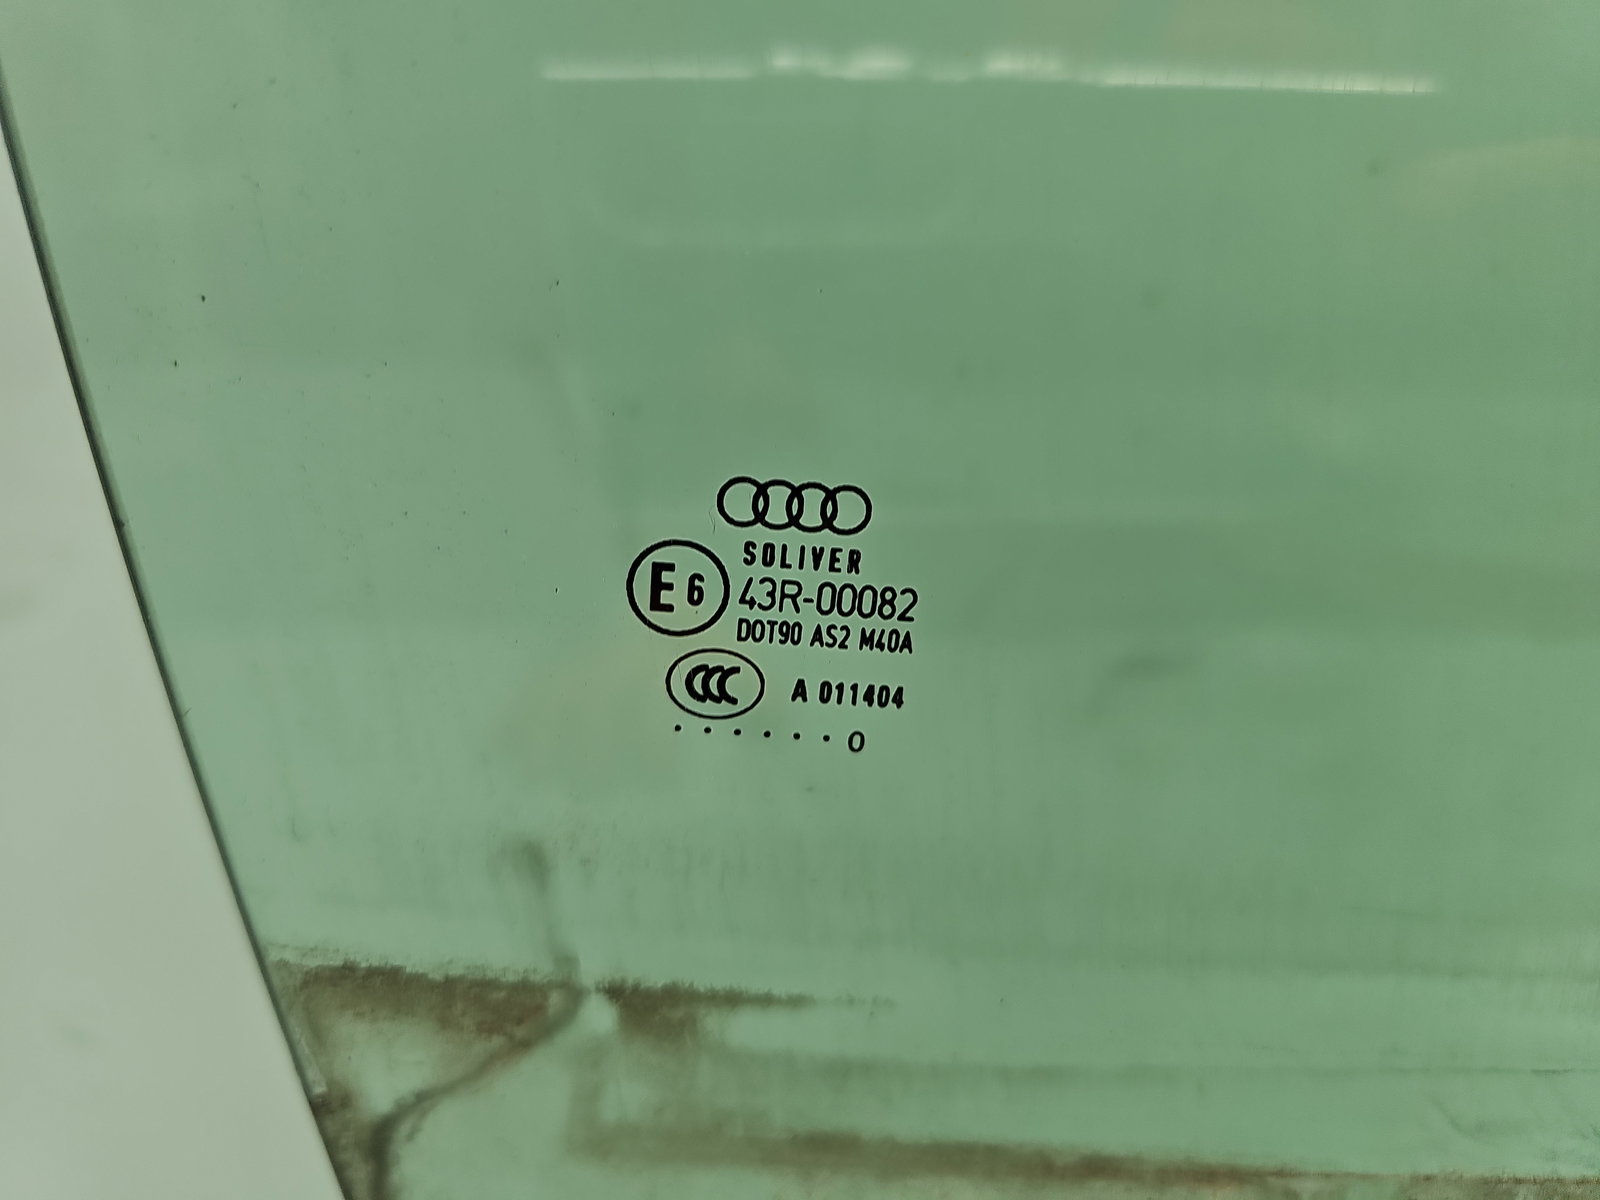 SOLIVER
E6 43R-00082
DOT90 AS2 M40A
CCC A 011404
. . . . . . 0